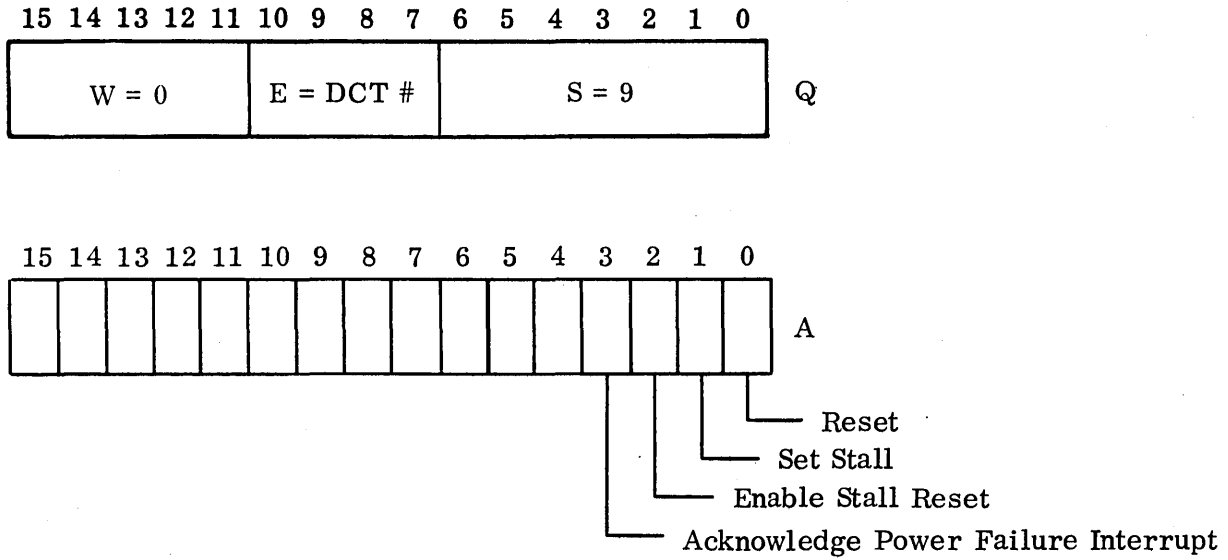 15 14 13 12 11 10 9 8 7 6 5 4 3 2 1 0
W = 0 E = DCT # S = 9 Q
15 14 13 12 11 10 9 8 7 6 5 4 3 2 1 0
A
Reset
Set Stall
Enable Stall Reset
Acknowledge Power Failure Interrupt